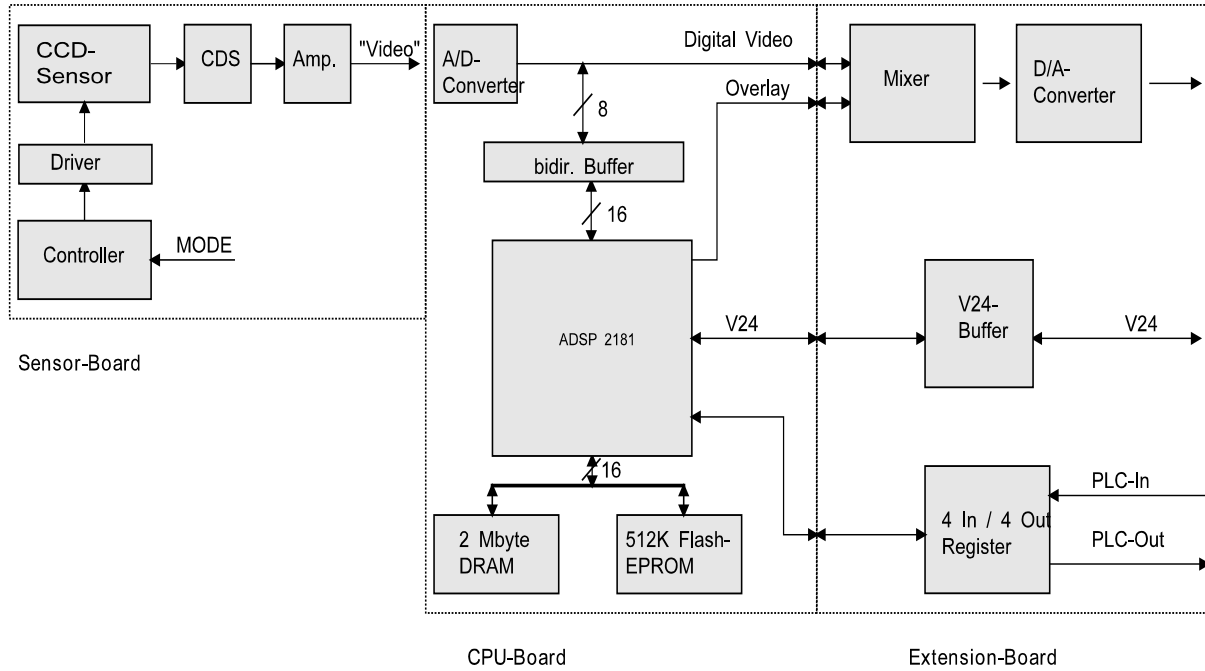 CCD-
Sensor
CDS
Amp.
"Video"
Driver
Controller
MODE
Sensor-Board
A/D-
Converter
Digital Video
Overlay
8
bidir. Buffer
16
ADSP 2181
V24
16
2 Mbyte
DRAM
512K Flash-
EPROM
CPU-Board
Mixer
D/A-
Converter
V24-
Buffer
V24
4 In / 4 Out
Register
PLC-In
PLC-Out
Extension-Board